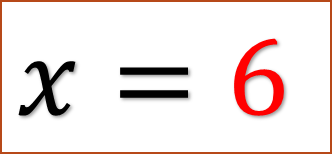 x = 6